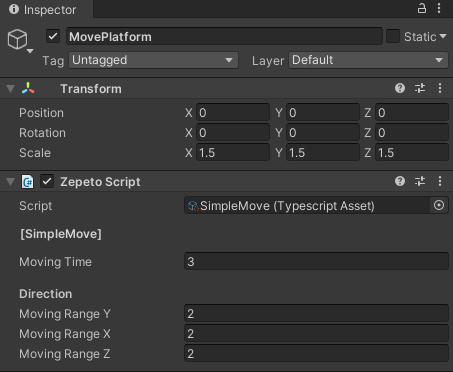 Inspector
MovePlatform Static
Tag Untagged Layer Default
Transform
Position X 0 Y 0 Z 0
Rotation X 0 Y 0 Z 0
Scale X 1.5 Y 1.5 Z 1.5
Zepeto Script
Script SimpleMove (Typescript Asset)
[SimpleMove]
Moving Time 3
Direction
Moving Range Y 2
Moving Range X 2
Moving Range Z 2